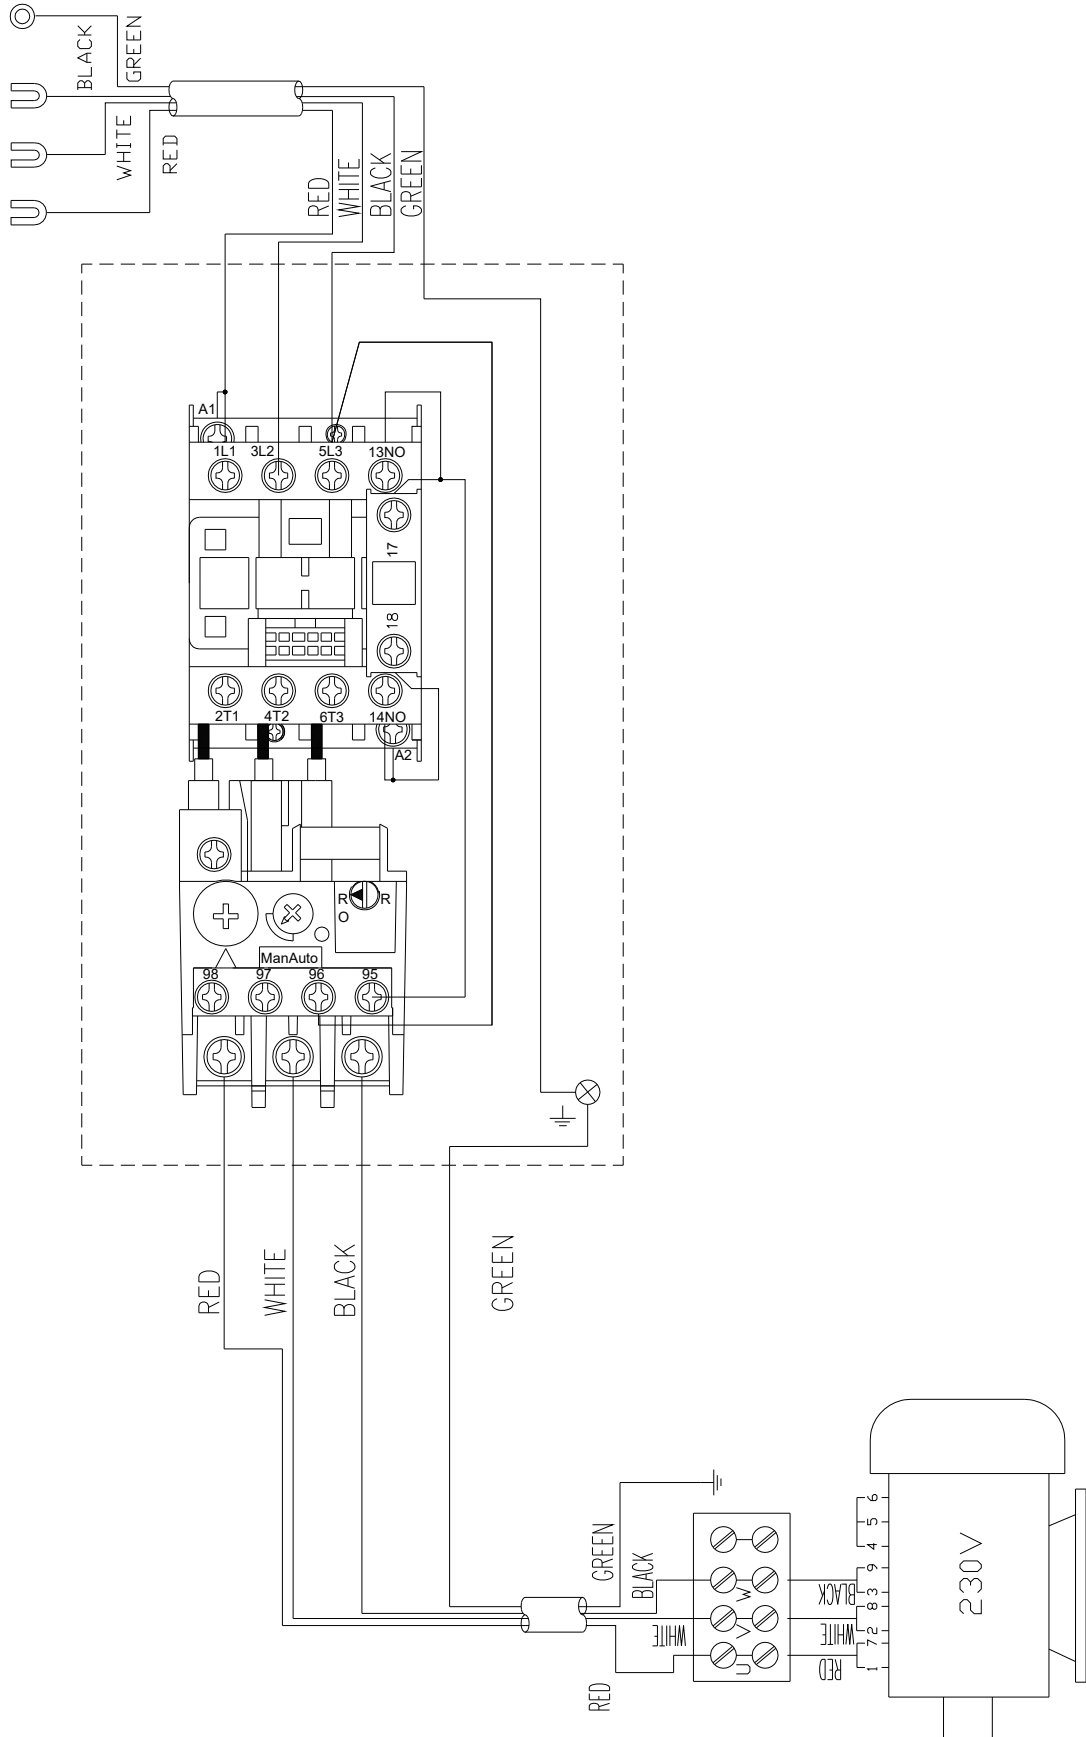 BLACK
GREEN
WHITE
RED
RED
WHITE
BLACK
GREEN
A1
1L1 3L2 5L3 13NO
17
18
2T1 4T2 6T3 14NO
A2
R R
O
ManAuto
98 97 96 95
RED
WHITE
BLACK
GREEN
GREEN
BLACK
WHITE
RED
W
V
U
BLACK
WHITE
RED
6
5
4
9
3
8
2
7
1
230V